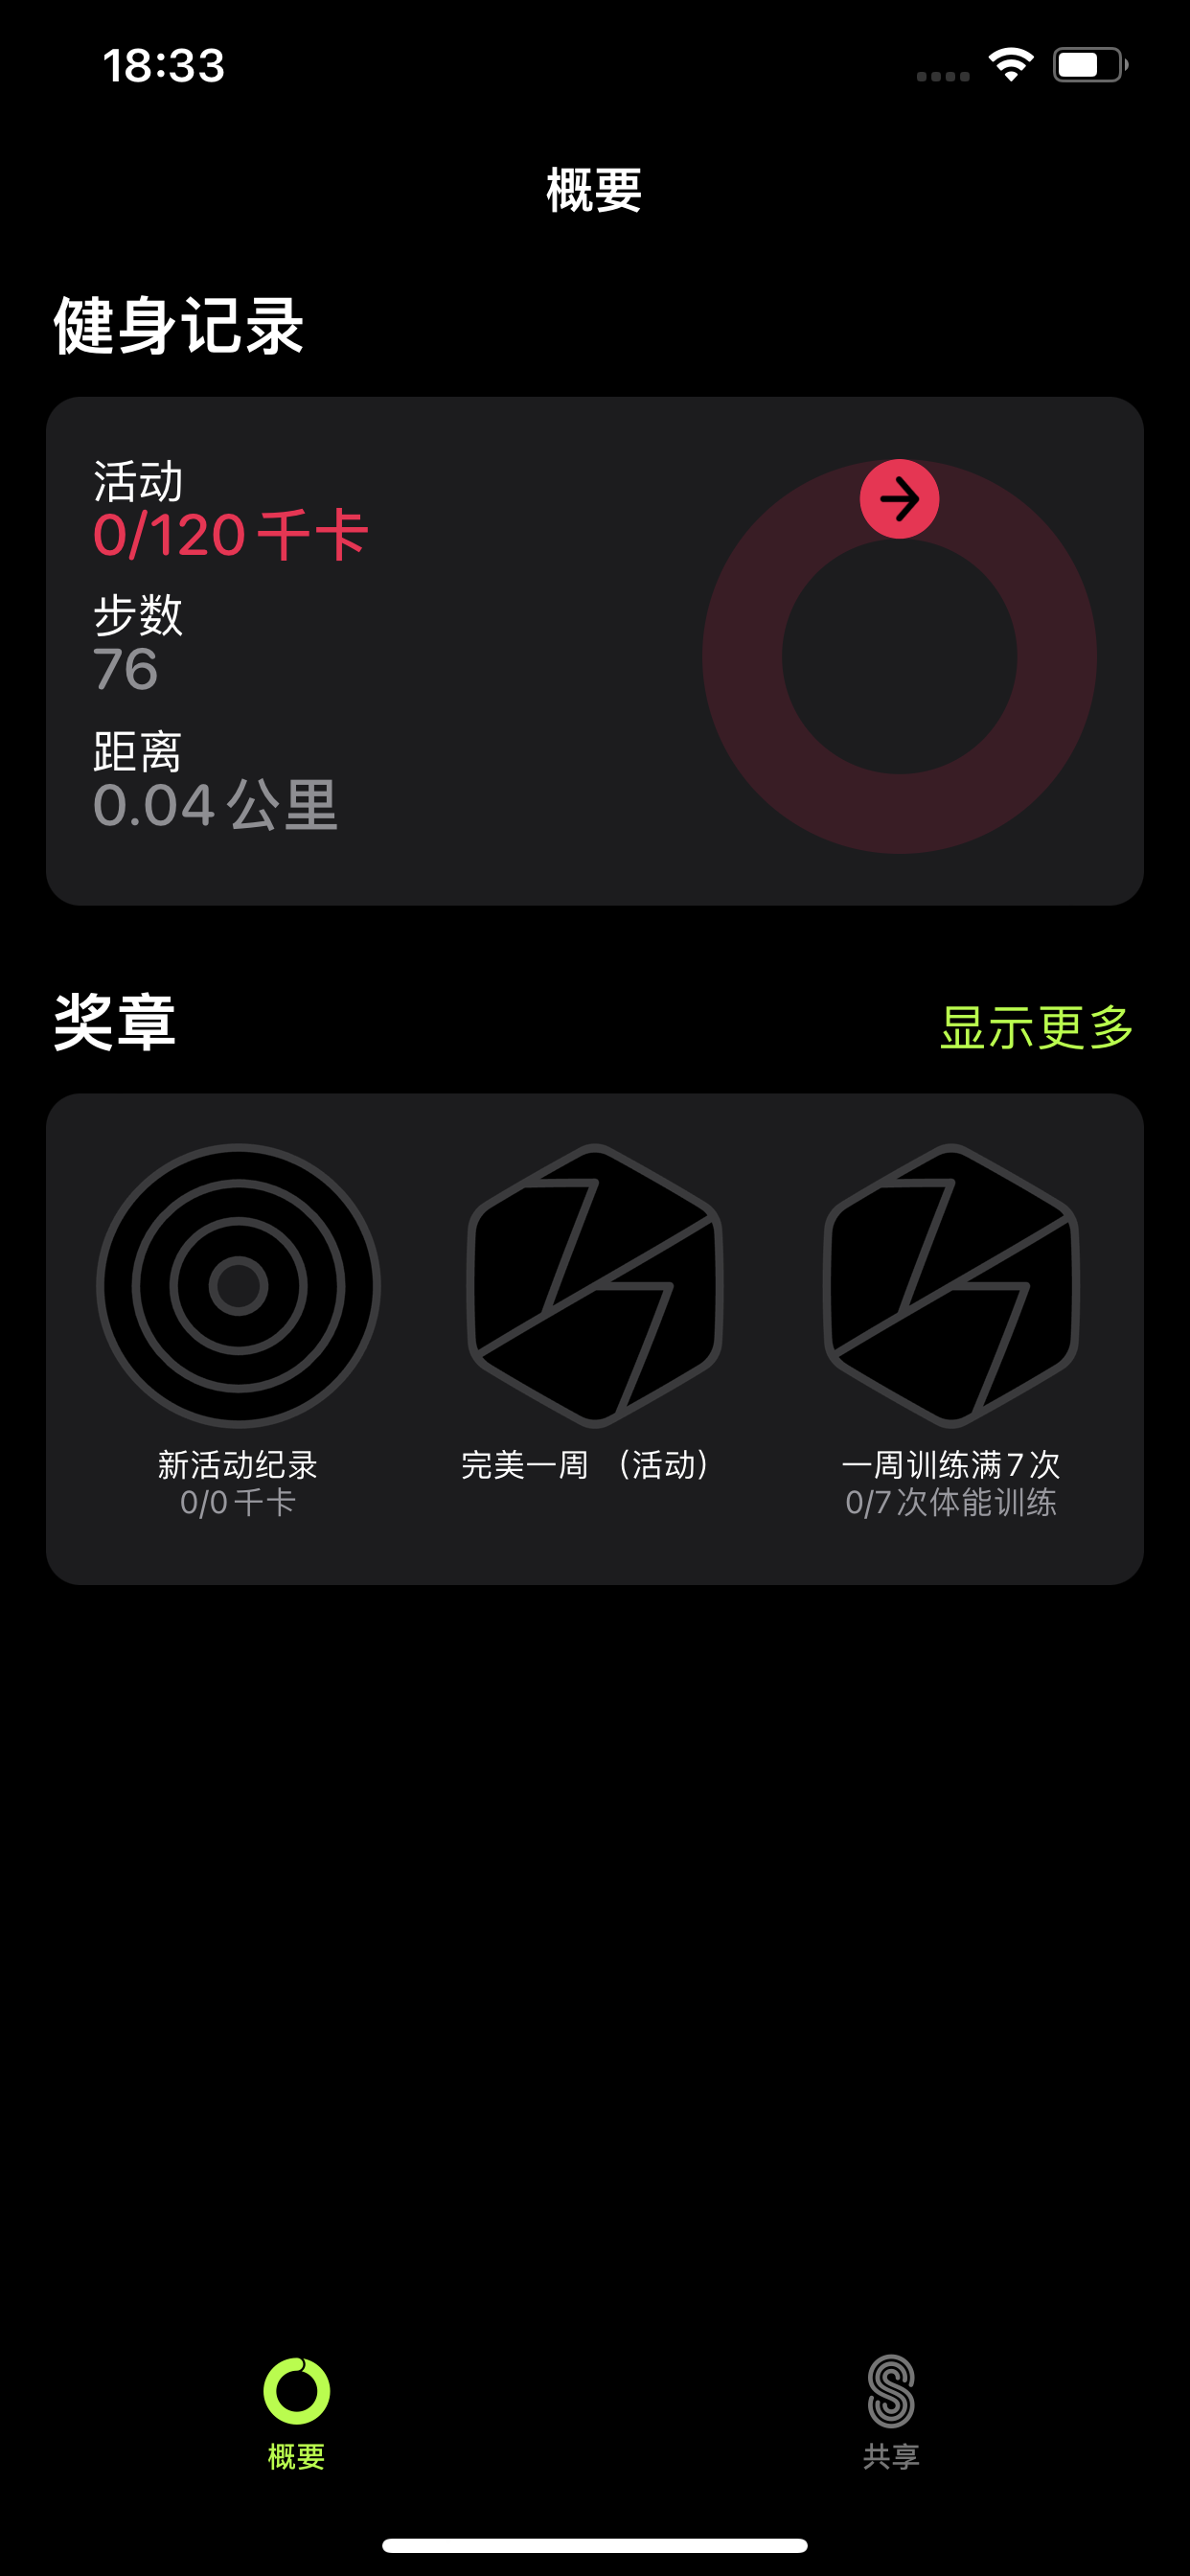 18:33
概要
健身记录
活动
0/120 千卡
步数
76
距离
0.04 公里
奖章
显示更多
新活动纪录
0/0 千卡
完美一周 （活动）
一周训练满 7 次
0/7 次体能训练
概要
共享